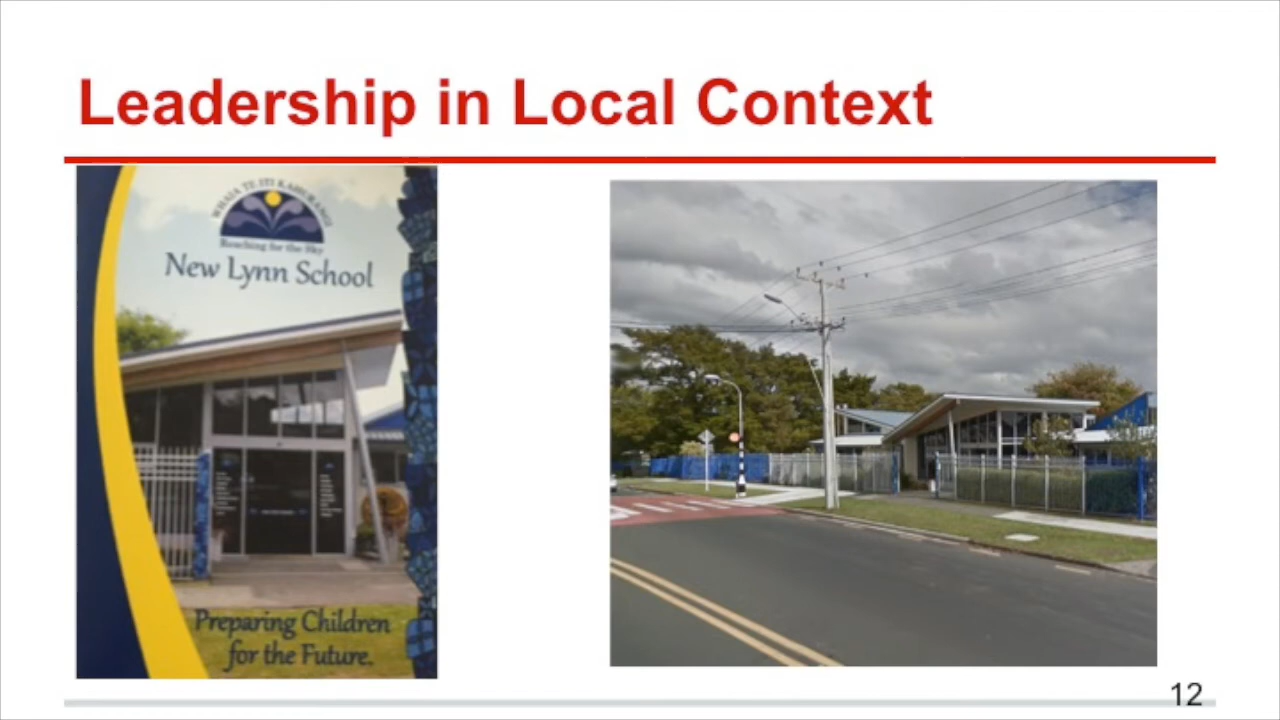 Leadership in Local Context
WHAIA TE ITI KAHURANGI
Reaching for the Sky
New Lynn School
Preparing Children
for the Future.
12